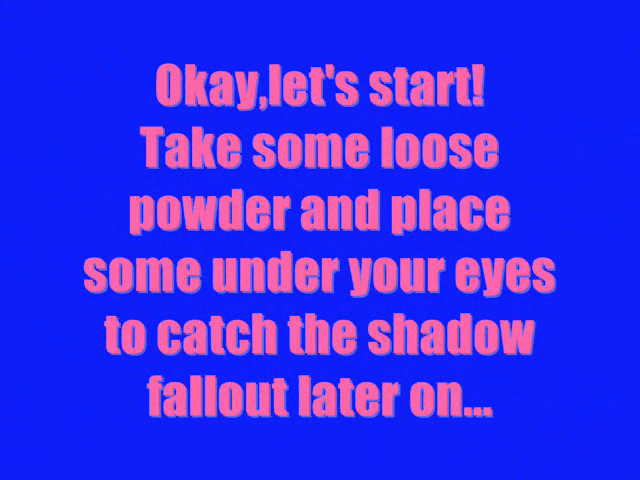 Okay,let's start!
Take some loose
powder and place
some under your eyes
to catch the shadow
fallout later on...